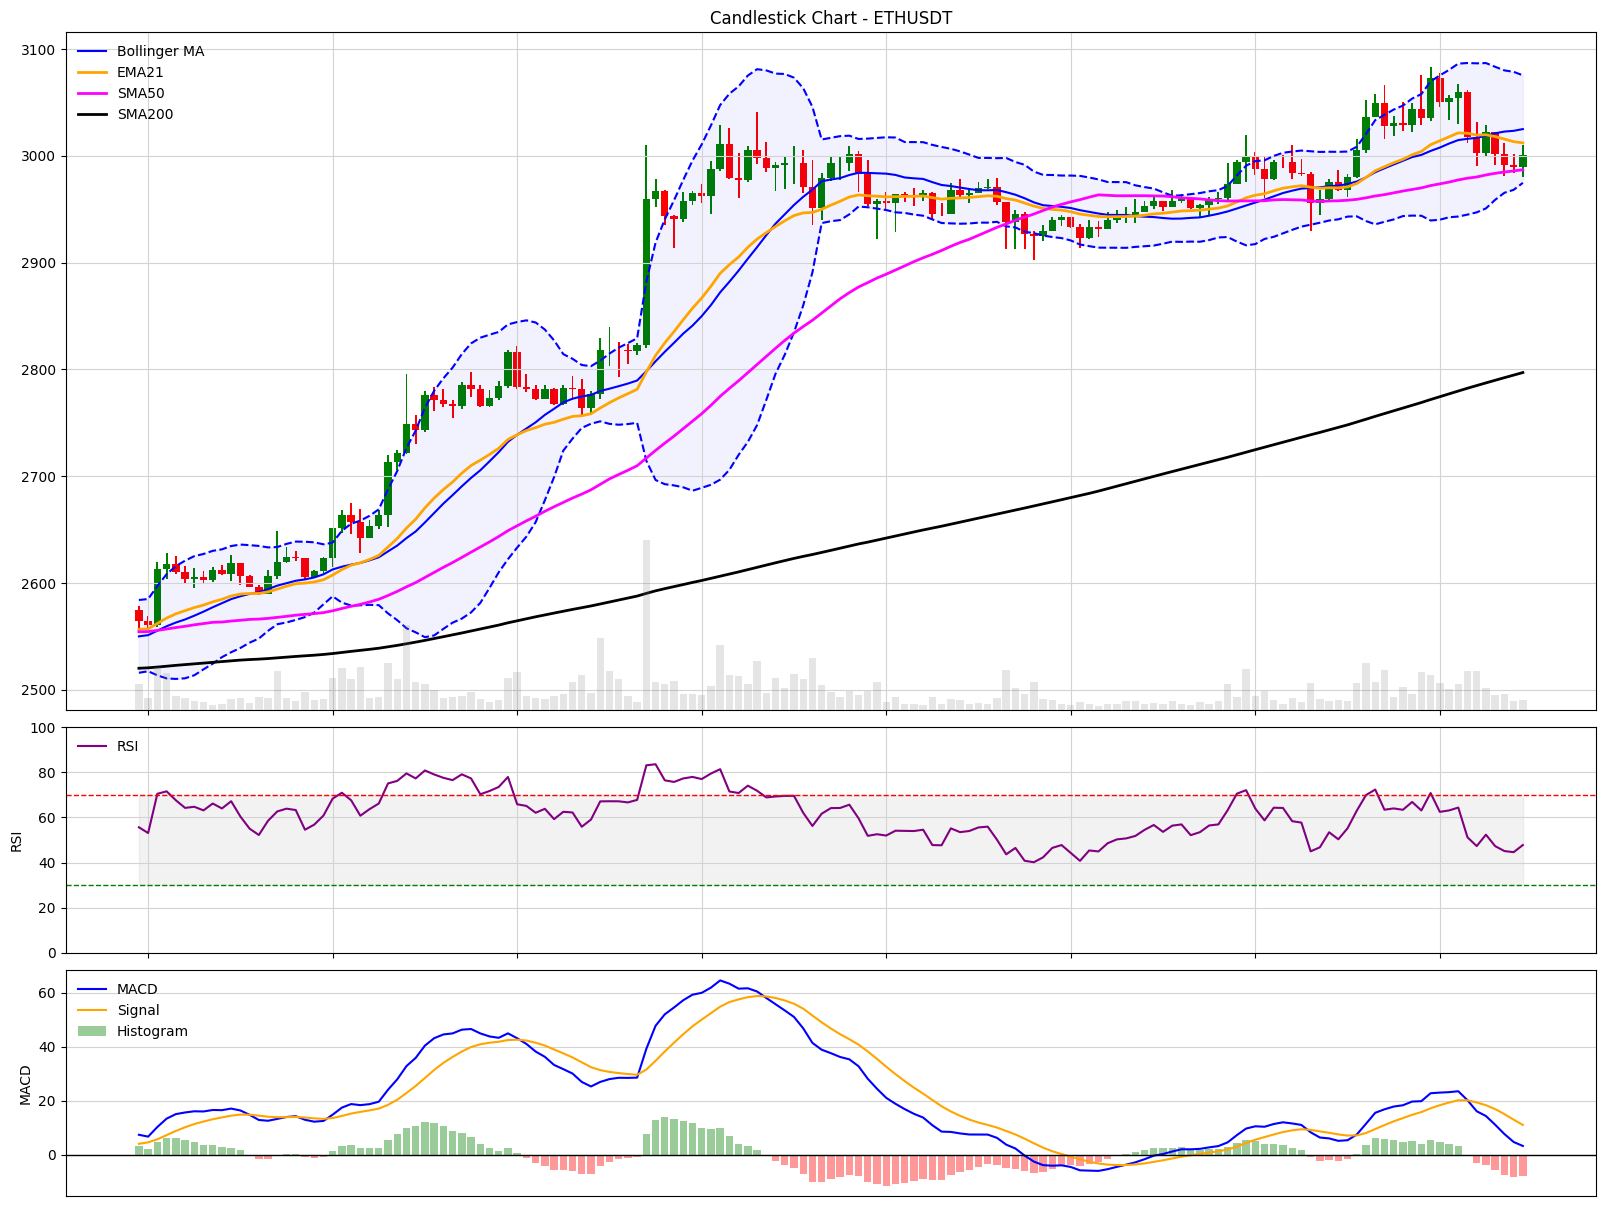 Candlestick Chart - ETHUSDT
3100
3000
2900
2800
2700
2600
2500
Bollinger MA
EMA21
SMA50
SMA200
100
80
60
40
20
0
RSI
RSI
60
40
20
0
MACD
MACD
Signal
Histogram